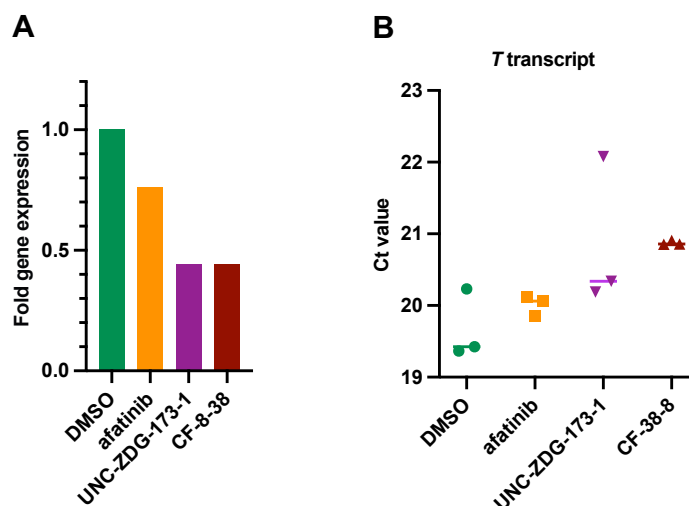 A
Fold gene expression
1.0
0.5
0.0
DMSO
afatinib
UNC-ZDG-173-1
CF-8-38
B
T transcript
Ct value
23
22
21
20
19
DMSO
afatinib
UNC-ZDG-173-1
CF-38-8